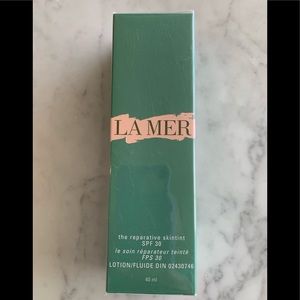 LA MER
the reparative skintint
SPF 30
le soin réparateur teinté
FPS 30
LOTION/FLUIDE DIN 02430746
40 ml